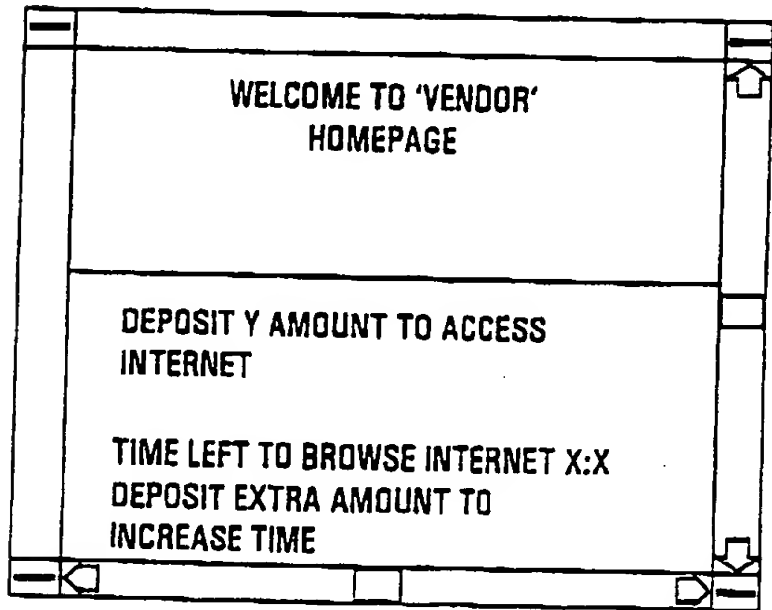 WELCOME TO 'VENDOR'
HOMEPAGE
DEPOSIT Y AMOUNT TO ACCESS
INTERNET
TIME LEFT TO BROWSE INTERNET X:X
DEPOSIT EXTRA AMOUNT TO
INCREASE TIME